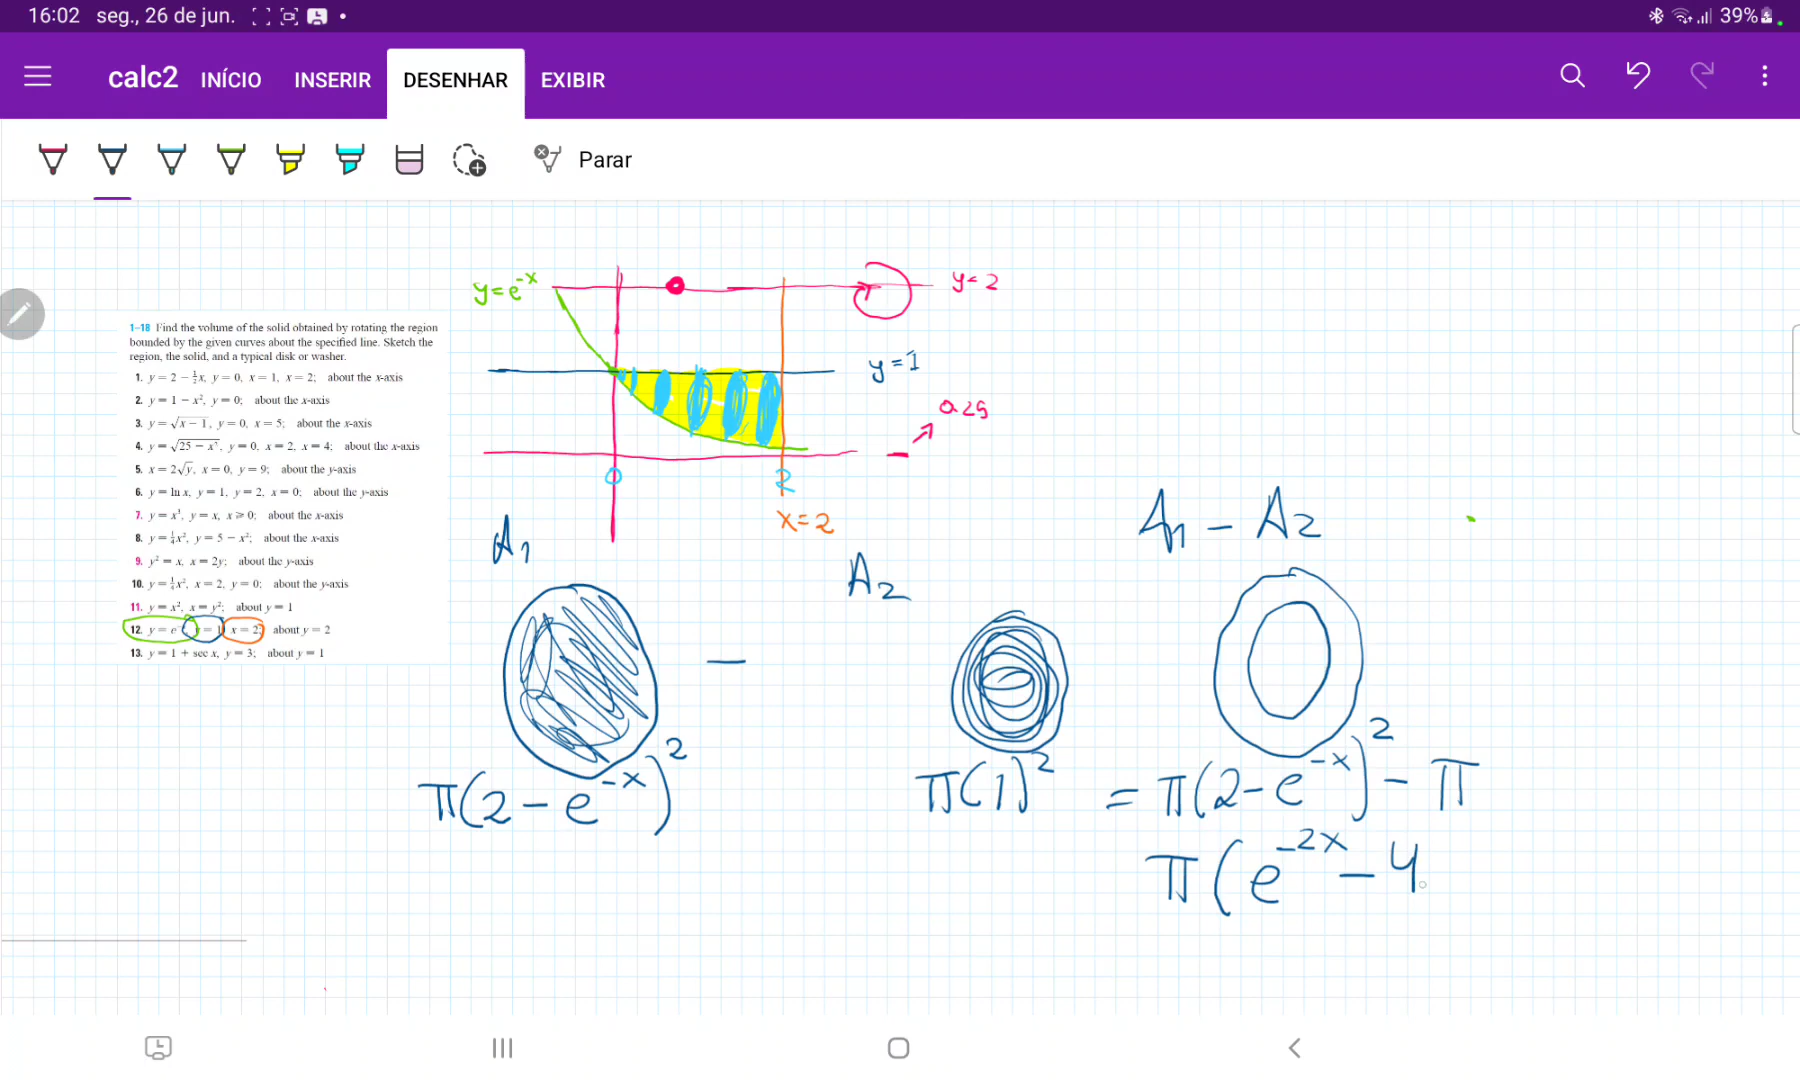 16:02 seg., 26 de jun.
39%
calc2 INÍCIO INSERIR DESENHAR EXIBIR
Parar
1–18 Find the volume of the solid obtained by rotating the region
bounded by the given curves about the specified line. Sketch the
region, the solid, and a typical disk or washer.
1. y = 2 − ½x, y = 0, x = 1, x = 2; about the x-axis
2. y = 1 − x², y = 0; about the x-axis
3. y = √(x − 1), y = 0, x = 5; about the x-axis
4. y = √(25 − x²), y = 0, x = 2, x = 4; about the x-axis
5. x = 2√y, x = 0, y = 9; about the y-axis
6. y = ln x, y = 1, y = 2, x = 0; about the y-axis
7. y = x³, y = x, x ⩾ 0; about the x-axis
8. y = ¼x², y = 5 − x²; about the x-axis
9. y² = x, x = 2y; about the y-axis
10. y = ¼x², x = 2, y = 0; about the y-axis
11. y = x², x = y²; about y = 1
12. y = e = 1 x = 2; about y = 2
13. y = 1 + sec x, y = 3; about y = 1
y = e^-x
y = 2
y = 1
0.25
0
2
x = 2
A1
A2
A1 − A2
−
π(2 − e^-x)²
π(1)²
= π(2 − e^-x)² − π
π(e^-2x − 4